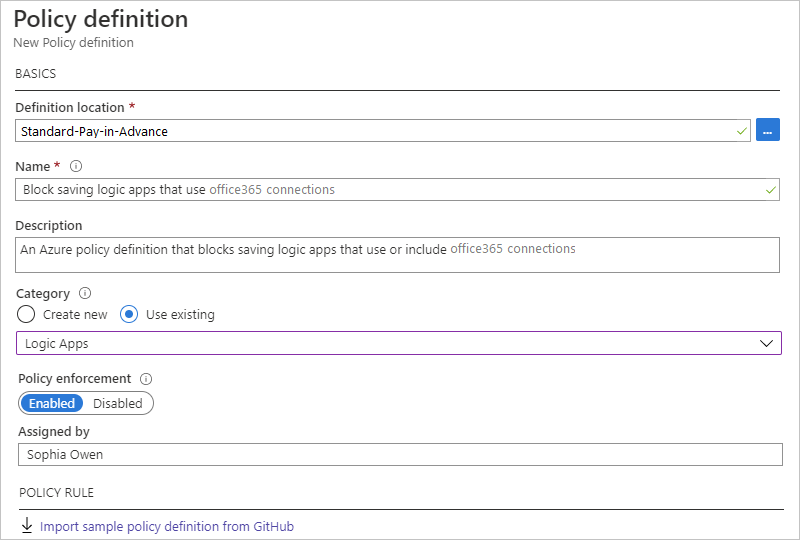 Policy definition
New Policy definition
BASICS
Definition location *
Standard-Pay-in-Advance
...
Name *
Block saving logic apps that use office365 connections
Description
An Azure policy definition that blocks saving logic apps that use or include office365 connections
Category
Create new Use existing
Logic Apps
Policy enforcement
Enabled Disabled
Assigned by
Sophia Owen
POLICY RULE
Import sample policy definition from GitHub